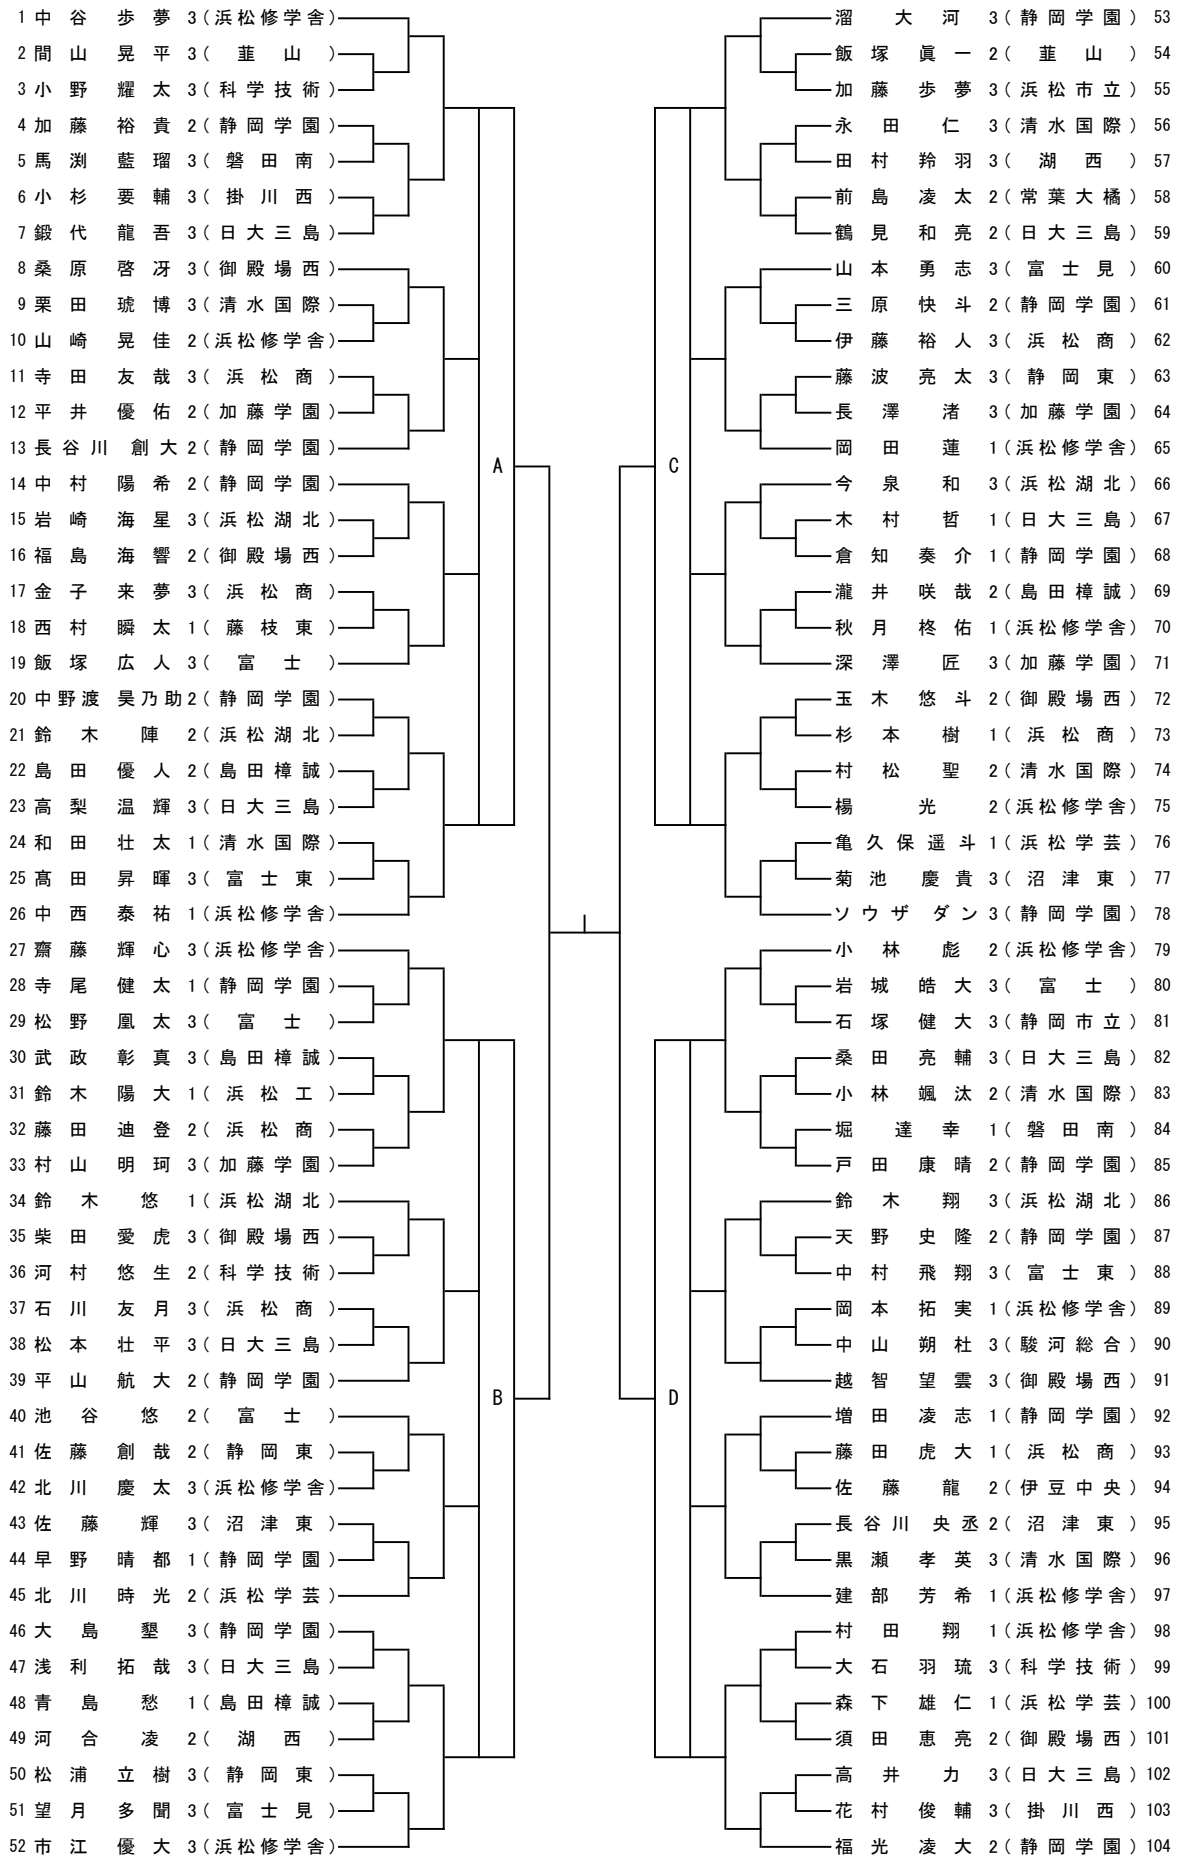 1 中谷 歩夢 3(浜松修学舎)
2 間山 晃平 3(韮山)
3 小野 耀太 3(科学技術)
4 加藤 裕貴 2(静岡学園)
5 馬渕 藍瑠 3(磐田南)
6 小杉 要輔 3(掛川西)
7 鍛代 龍吾 3(日大三島)
8 桑原 啓冴 3(御殿場西)
9 栗田 琥博 3(清水国際)
10 山崎 晃佳 2(浜松修学舎)
11 寺田 友哉 3(浜松商)
12 平井 優佑 2(加藤学園)
13 長谷川 創大 2(静岡学園)
14 中村 陽希 2(静岡学園)
15 岩崎 海星 3(浜松湖北)
16 福島 海響 2(御殿場西)
17 金子 来夢 3(浜松商)
18 西村 瞬太 1(藤枝東)
19 飯塚 広人 3(富士)
20 中野渡 昊乃助 2(静岡学園)
21 鈴木 陣 2(浜松湖北)
22 島田 優人 2(島田樟誠)
23 高梨 温輝 3(日大三島)
24 和田 壮太 1(清水国際)
25 髙田 昇暉 3(富士東)
26 中西 泰祐 1(浜松修学舎)
27 齋藤 輝心 3(浜松修学舎)
28 寺尾 健太 1(静岡学園)
29 松野 凰太 3(富士)
30 武政 彰真 3(島田樟誠)
31 鈴木 陽大 1(浜松工)
32 藤田 迪登 2(浜松商)
33 村山 明珂 3(加藤学園)
34 鈴木 悠 1(浜松湖北)
35 柴田 愛虎 3(御殿場西)
36 河村 悠生 2(科学技術)
37 石川 友月 3(浜松商)
38 松本 壮平 3(日大三島)
39 平山 航大 2(静岡学園)
40 池谷 悠 2(富士)
41 佐藤 創哉 2(静岡東)
42 北川 慶太 3(浜松修学舎)
43 佐藤 輝 3(沼津東)
44 早野 晴都 1(静岡学園)
45 北川 時光 2(浜松学芸)
46 大島 墾 3(静岡学園)
47 浅利 拓哉 3(日大三島)
48 青島 愁 1(島田樟誠)
49 河合 凌 2(湖西)
50 松浦 立樹 3(静岡東)
51 望月 多聞 3(富士見)
52 市江 優大 3(浜松修学舎)
A
B
C
D
溜 大河 3(静岡学園) 53
飯塚 眞一 2(韮山) 54
加藤 歩夢 3(浜松市立) 55
永田 仁 3(清水国際) 56
田村 羚羽 3(湖西) 57
前島 凌太 2(常葉大橘) 58
鶴見 和亮 2(日大三島) 59
山本 勇志 3(富士見) 60
三原 快斗 2(静岡学園) 61
伊藤 裕人 3(浜松商) 62
藤波 亮太 3(静岡東) 63
長澤 渚 3(加藤学園) 64
岡田 蓮 1(浜松修学舎) 65
今泉 和 3(浜松湖北) 66
木村 哲 1(日大三島) 67
倉知 奏介 1(静岡学園) 68
瀧井 咲哉 2(島田樟誠) 69
秋月 柊佑 1(浜松修学舎) 70
深澤 匠 3(加藤学園) 71
玉木 悠斗 2(御殿場西) 72
杉本 樹 1(浜松商) 73
村松 聖 2(清水国際) 74
楊 光 2(浜松修学舎) 75
亀久保 遥斗 1(浜松学芸) 76
菊池 慶貴 3(沼津東) 77
ソウザ ダン 3(静岡学園) 78
小林 彪 2(浜松修学舎) 79
岩城 皓大 3(富士) 80
石塚 健大 3(静岡市立) 81
桑田 亮輔 3(日大三島) 82
小林 颯汰 2(清水国際) 83
堀 達幸 1(磐田南) 84
戸田 康晴 2(静岡学園) 85
鈴木 翔 3(浜松湖北) 86
天野 史隆 2(静岡学園) 87
中村 飛翔 3(富士東) 88
岡本 拓実 1(浜松修学舎) 89
中山 朔杜 3(駿河総合) 90
越智 望雲 3(御殿場西) 91
増田 凌志 1(静岡学園) 92
藤田 虎大 1(浜松商) 93
佐藤 龍 2(伊豆中央) 94
長谷川 央丞 2(沼津東) 95
黒瀬 孝英 3(清水国際) 96
建部 芳希 1(浜松修学舎) 97
村田 翔 1(浜松修学舎) 98
大石 羽琉 3(科学技術) 99
森下 雄仁 1(浜松学芸) 100
須田 恵亮 2(御殿場西) 101
高井 力 3(日大三島) 102
花村 俊輔 3(掛川西) 103
福光 凌大 2(静岡学園) 104